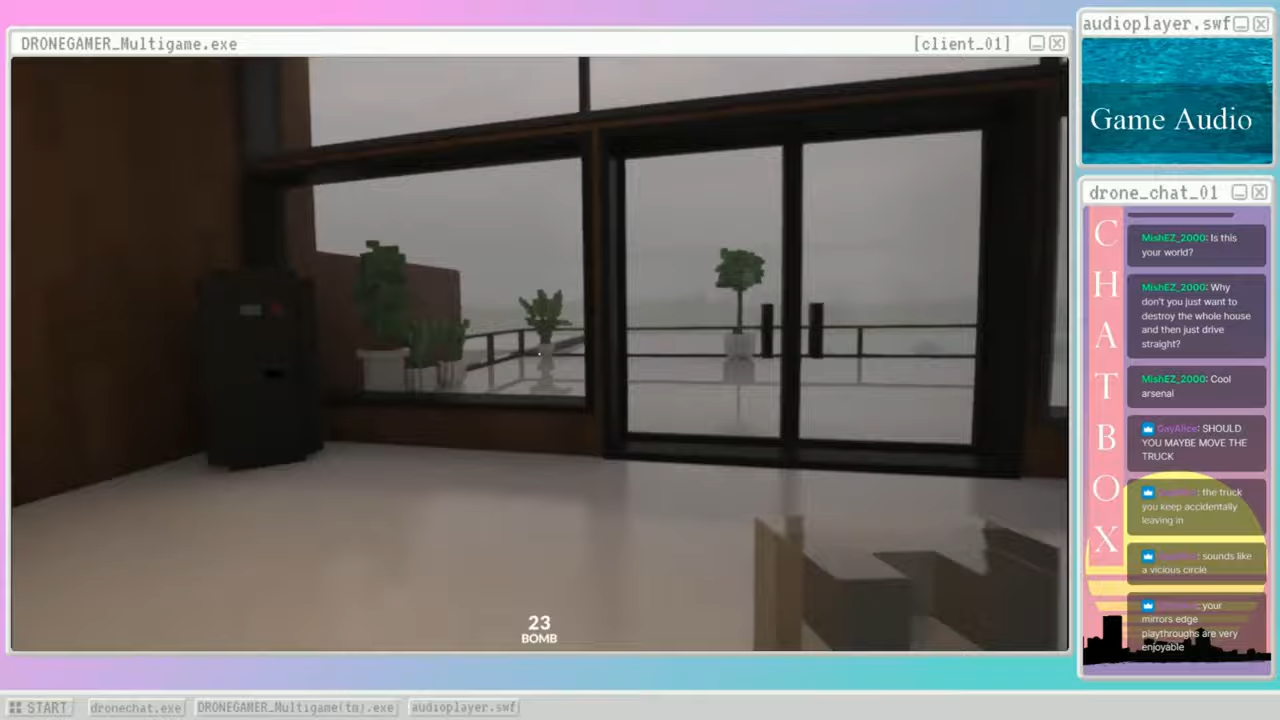 DRONEGAMER_Multigame.exe
[client_01]
23
BOMB
audioplayer.swf
Game Audio
drone_chat_01
CHATBOX
MishEZ_2000: Is this
your world?
MishEZ_2000: Why
don't you just want to
destroy the whole house
and then just drive
straight?
MishEZ_2000: Cool
arsenal
GayAlice: SHOULD
YOU MAYBE MOVE THE
TRUCK
: the truck
you keep accidentally
leaving in
: sounds like
a vicious circle
: your
mirrors edge
playthroughs are very
enjoyable
START
dronechat.exe
DRONEGAMER_Multigame(tm).exe
audioplayer.swf